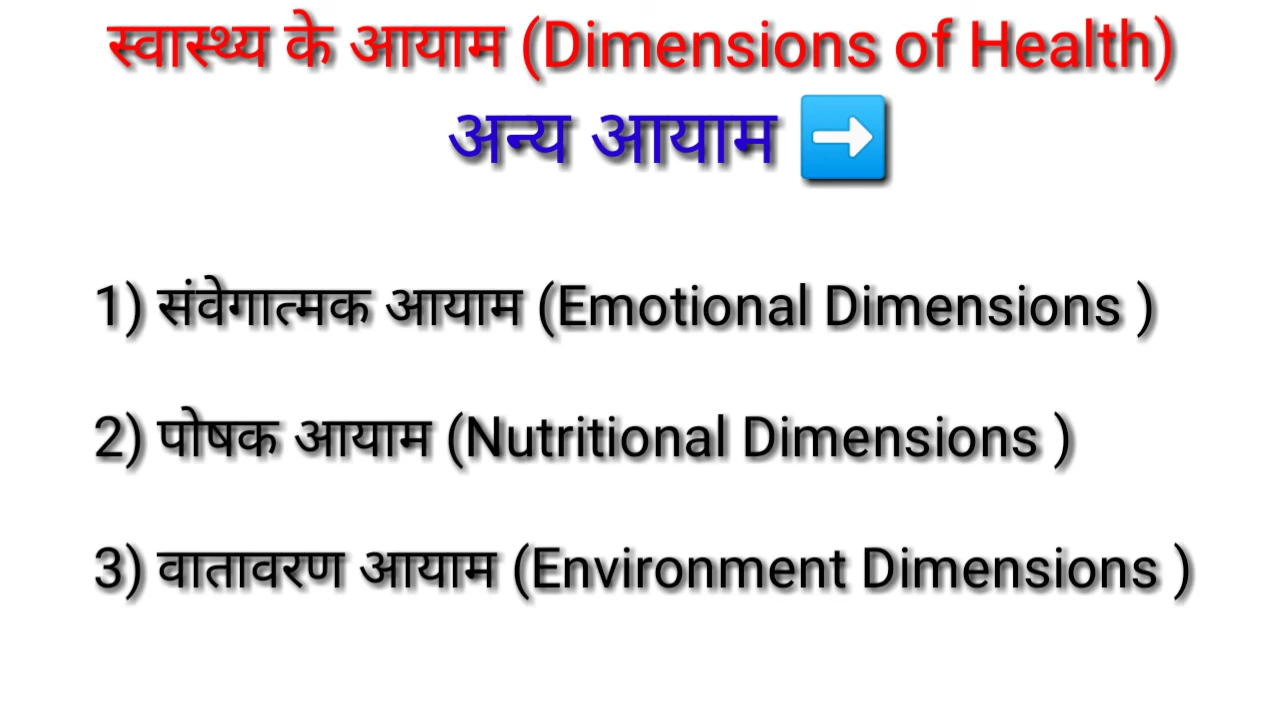 स्वास्थ्य के आयाम (Dimensions of Health)
अन्य आयाम ➡
1) संवेगात्मक आयाम (Emotional Dimensions )
2) पोषक आयाम (Nutritional Dimensions )
3) वातावरण आयाम (Environment Dimensions )